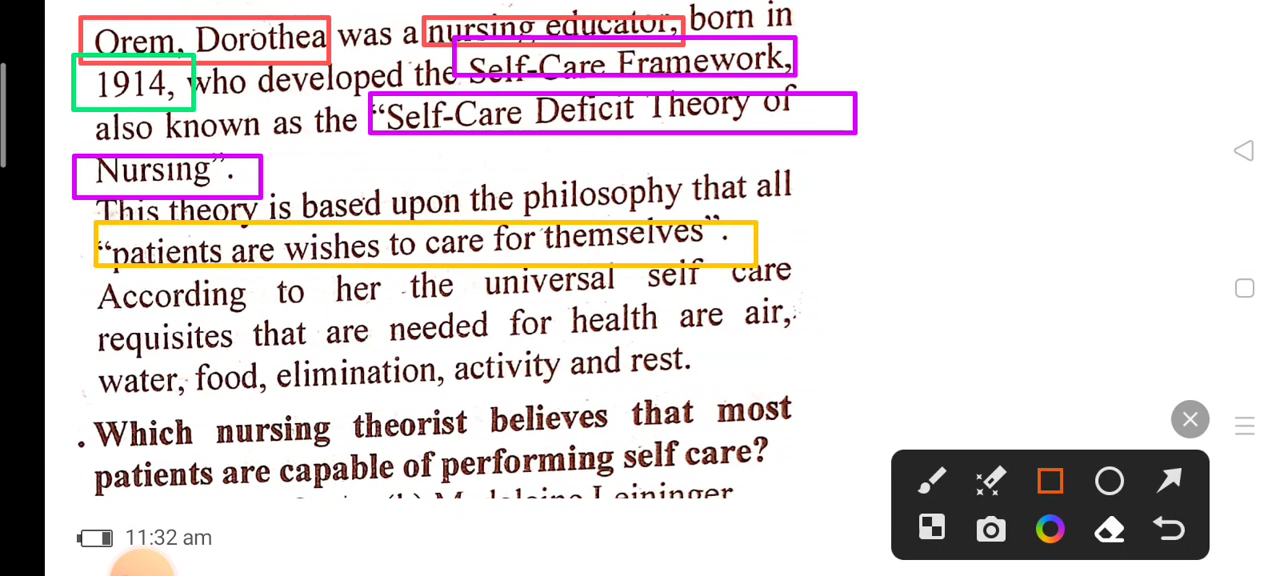 Orem, Dorothea was a nursing educator, born in
1914, who developed the Self-Care Framework,
also known as the “Self-Care Deficit Theory of
Nursing”.
This theory is based upon the philosophy that all
“patients are wishes to care for themselves”.
According to her the universal self care
requisites that are needed for health are air,
water, food, elimination, activity and rest.
. Which nursing theorist believes that most
patients are capable of performing self care?
(b) Madeleine Leininger
11:32 am